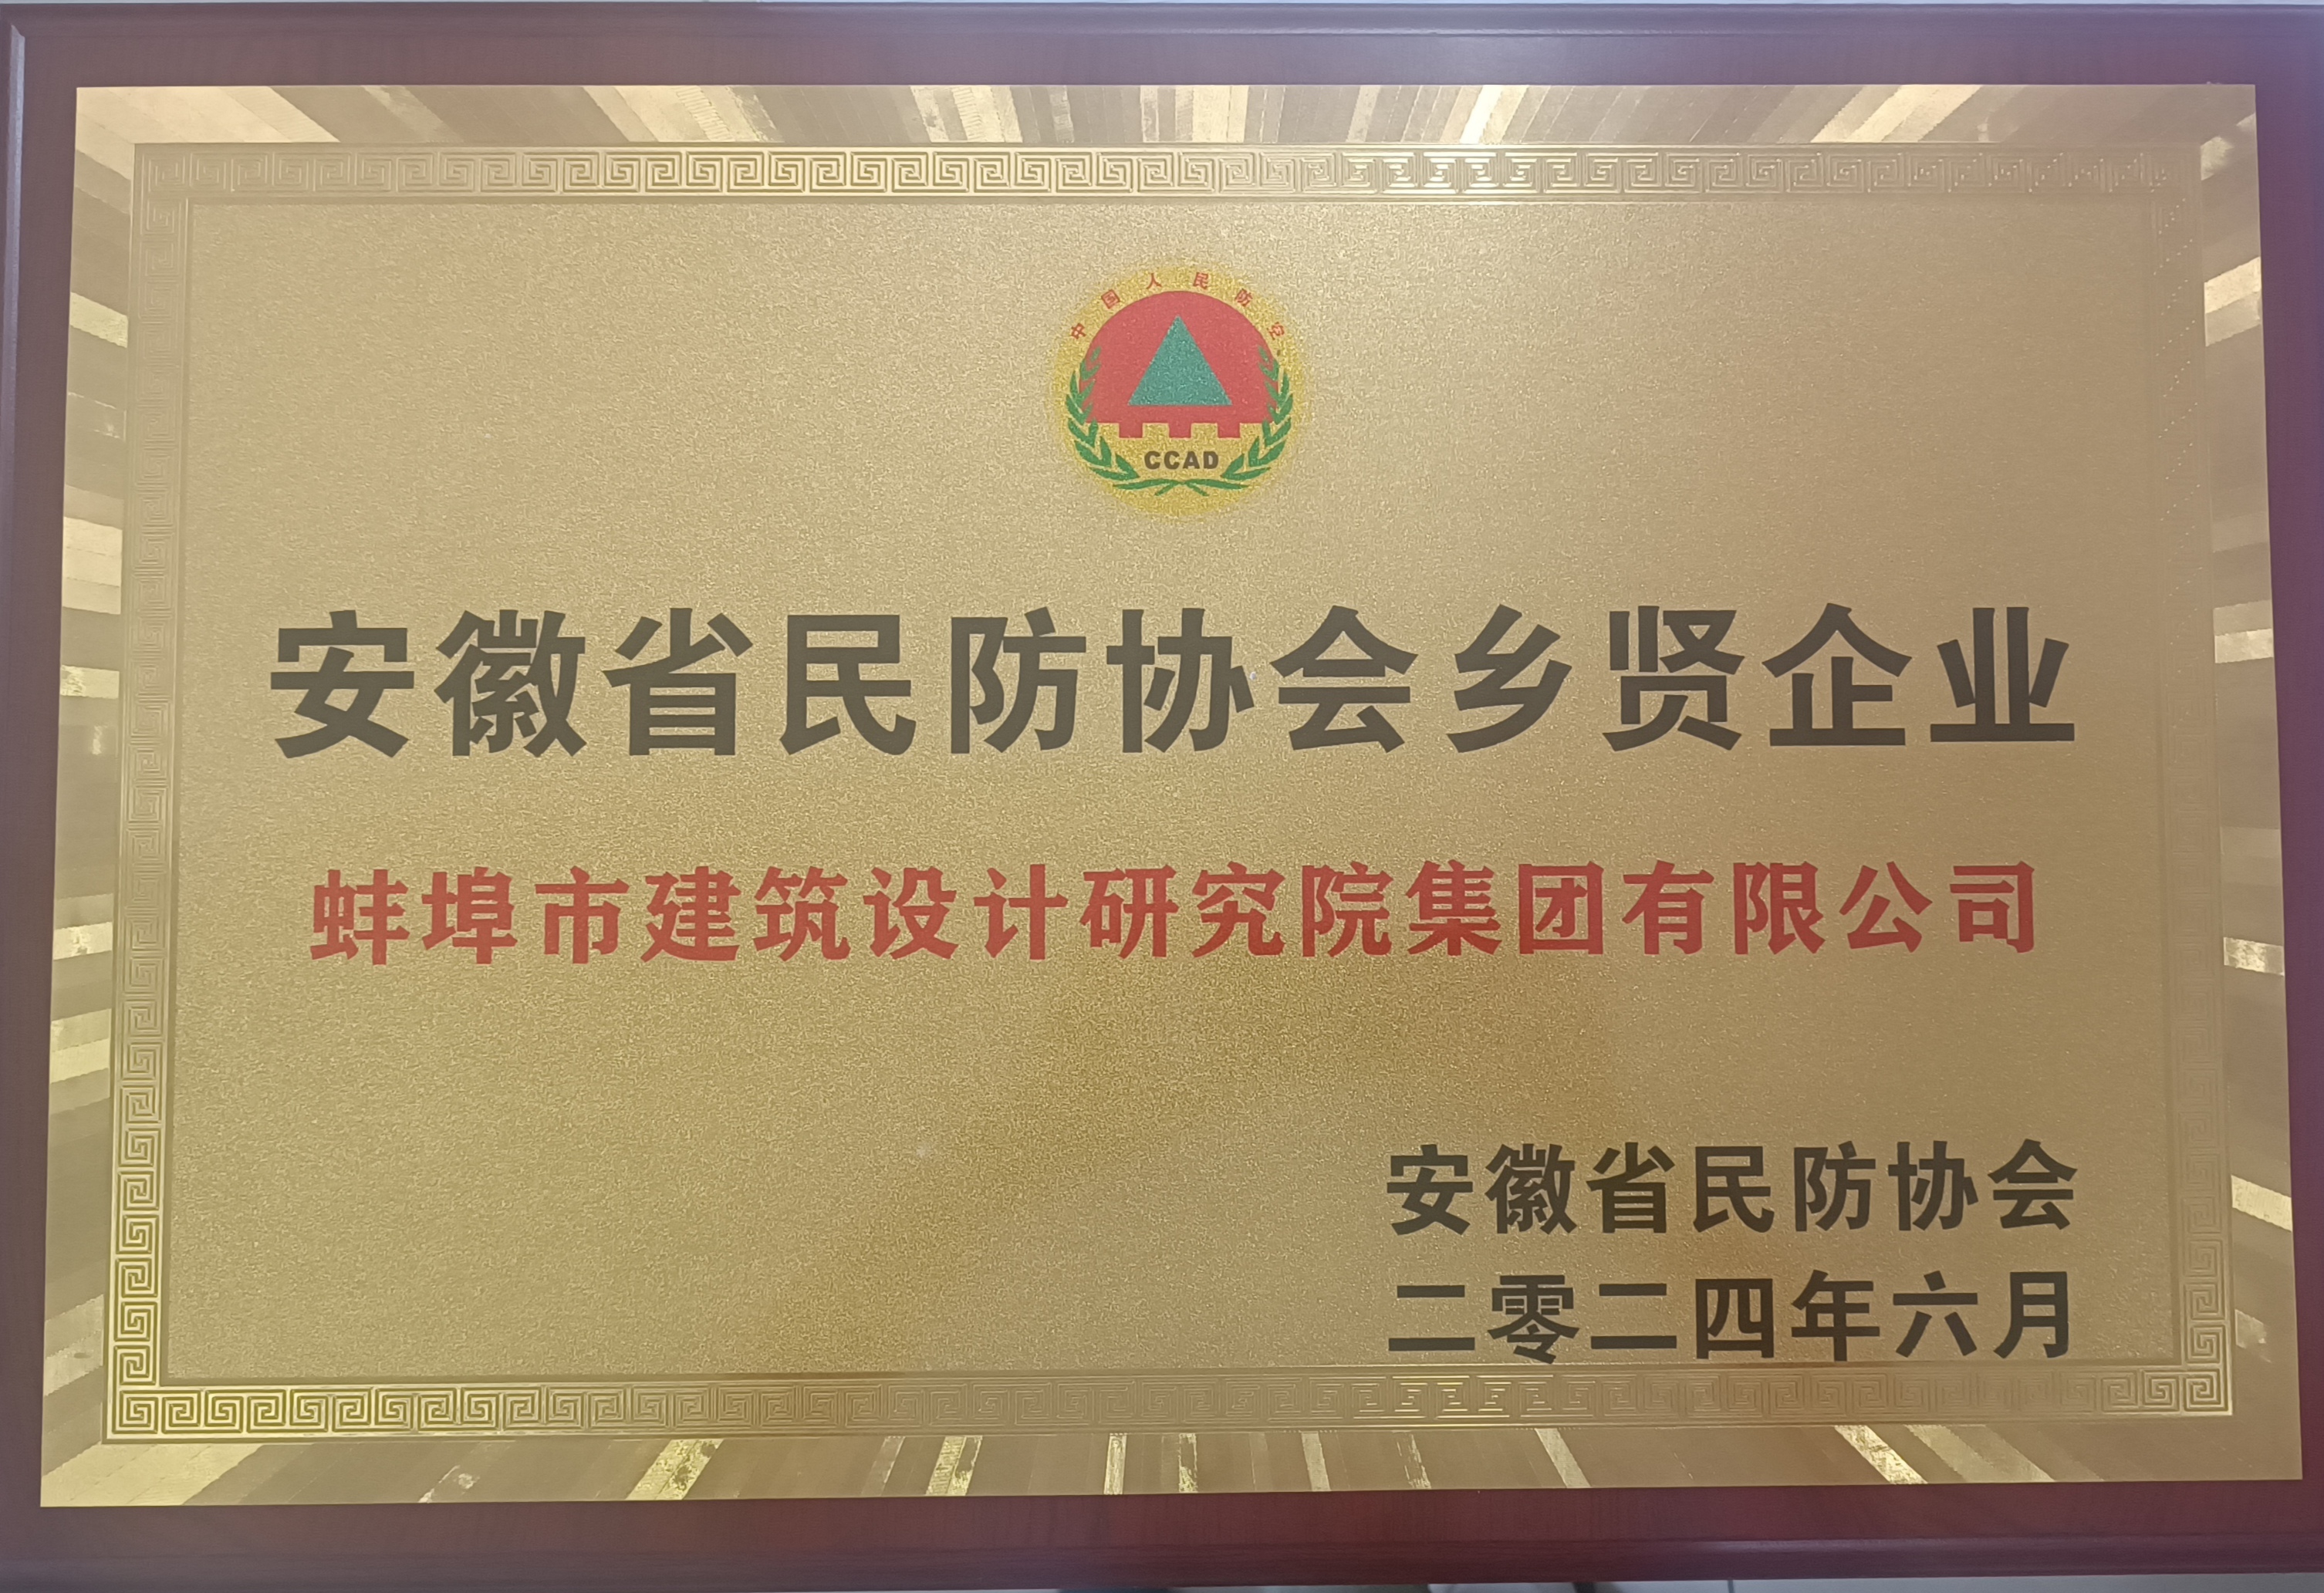 中国人民防空
CCAD
安徽省民防协会乡贤企业
蚌埠市建筑设计研究院集团有限公司
安徽省民防协会
二零二四年六月